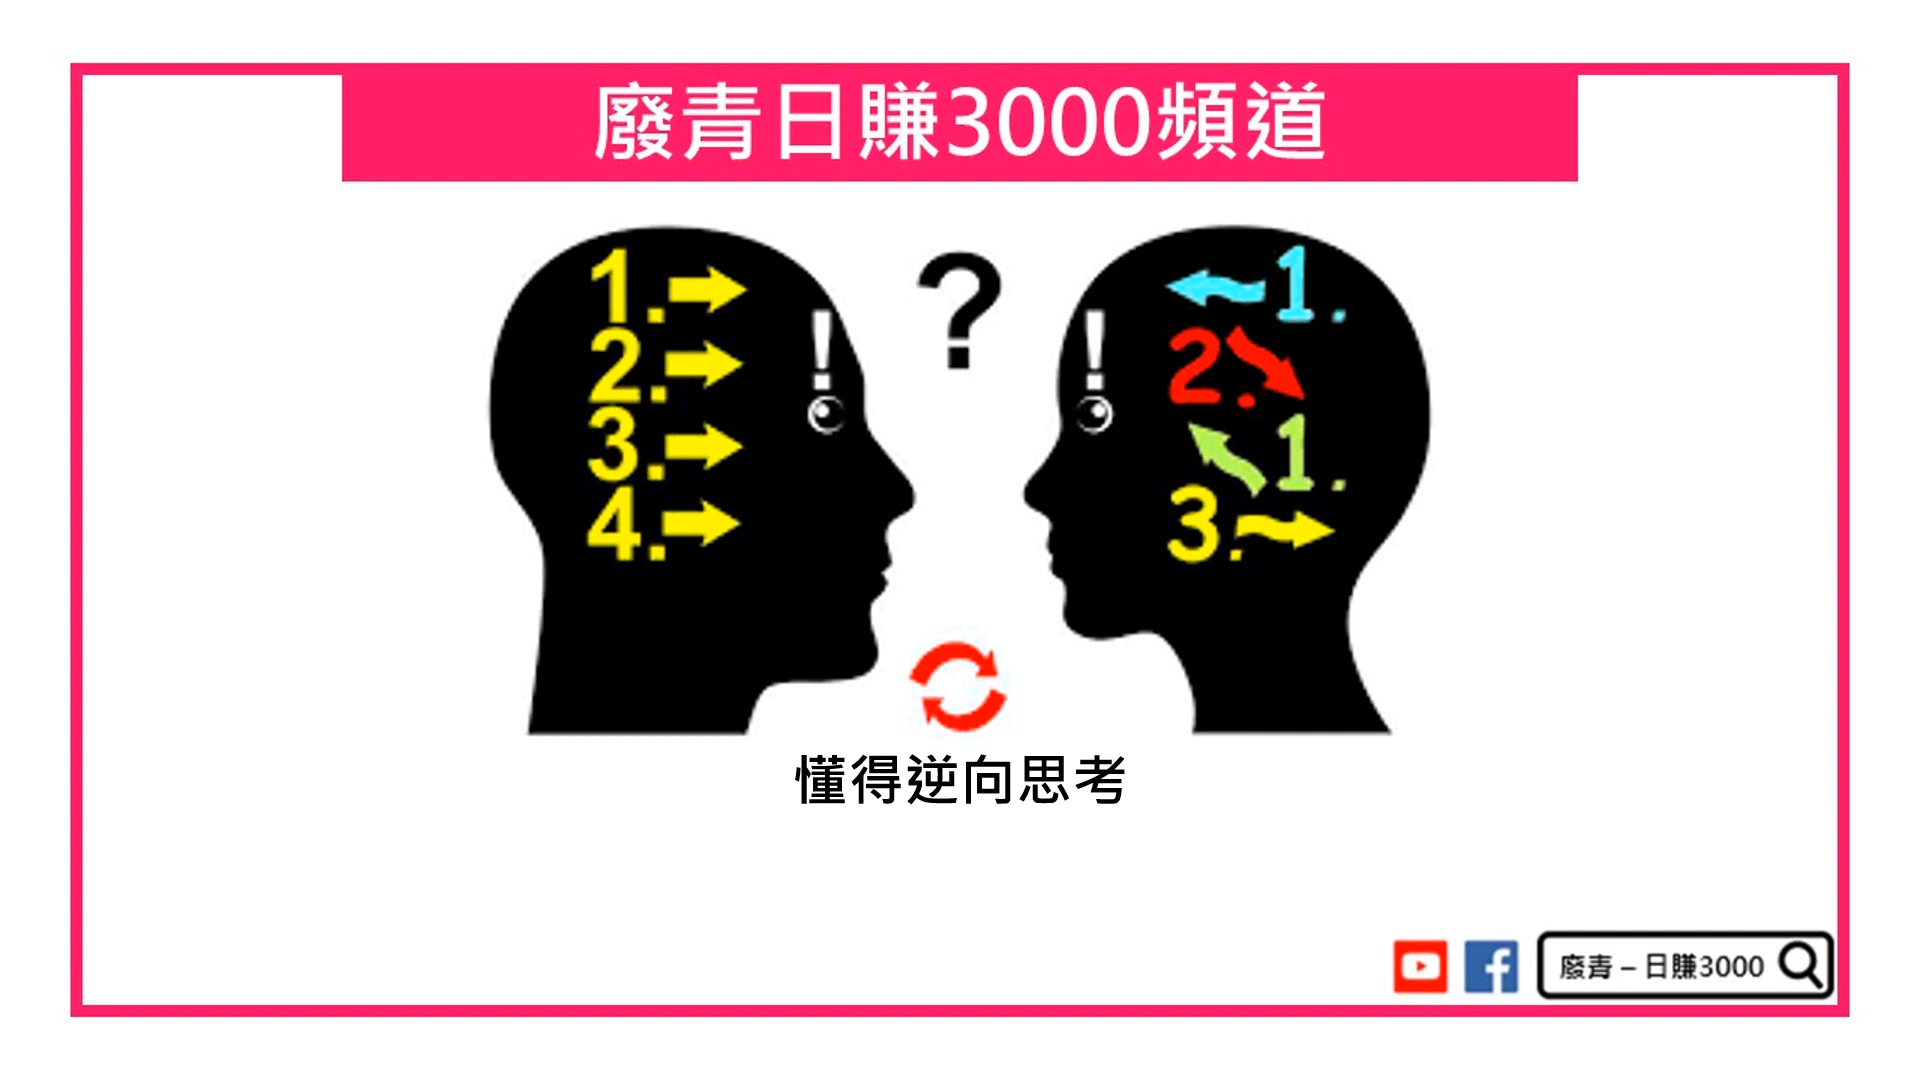 廢青日賺3000頻道
?
1. 1.
2. ! ! 2.
3. 1.
4. 3.
懂得逆向思考
廢青 – 日賺3000